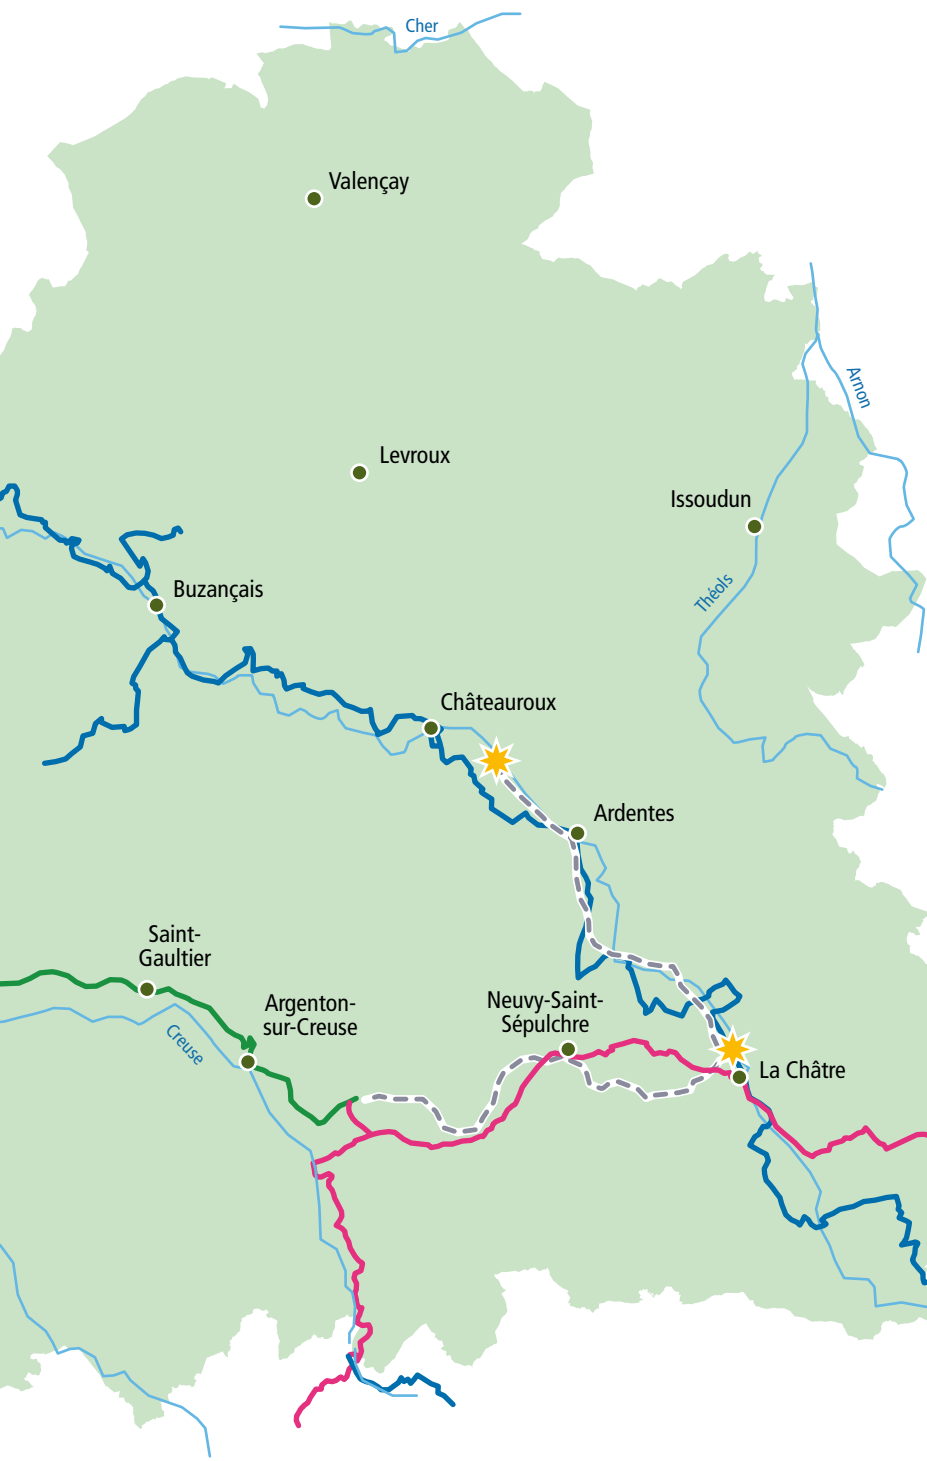 Cher
Valençay
Arnon
Levroux
Issoudun
Théols
Buzançais
Châteauroux
Ardentes
Saint-
Gaultier
Argenton-
sur-Creuse
Neuvy-Saint-
Sépulchre
Creuse
La Châtre